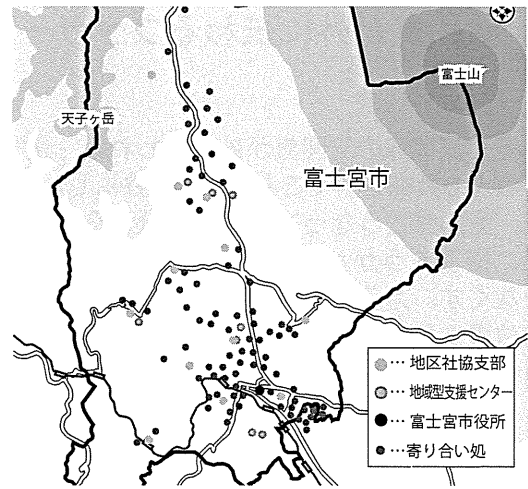 富士山
天子ヶ岳
富士宮市
… 地区社協支部
… 地域型支援センター
… 富士宮市役所
…寄り合い処